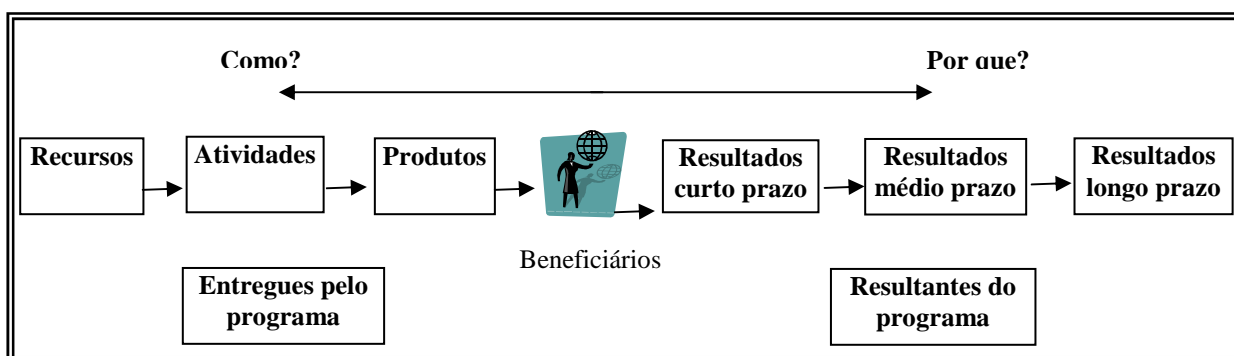 Como?
Por que?
Recursos
Atividades
Produtos
Resultados
curto prazo
Resultados
médio prazo
Resultados
longo prazo
Beneficiários
Entregues pelo
programa
Resultantes do
programa